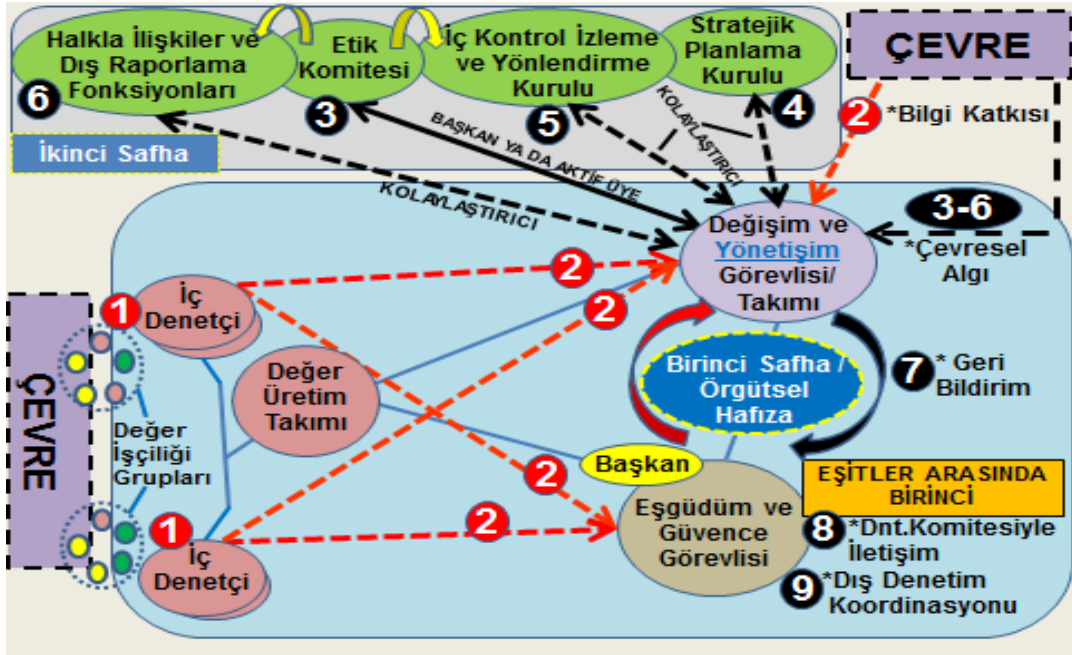 Halkla İlişkiler ve
Dış Raporlama
Fonksiyonları
6
Etik
Komitesi
3
İç Kontrol İzleme
ve Yönlendirme
Kurulu
5
Stratejik
Planlama
Kurulu
4
ÇEVRE
2
*Bilgi Katkısı
İkinci Safha
BAŞKAN YA DA AKTİF ÜYE
KOLAYLAŞTIRICI
KOLAYLAŞTIRICI
3-6
*Çevresel
Algı
Değişim ve
Yönetişim
Görevlisi/
Takımı
1
İç
Denetçi
2
2
ÇEVRE
Değer
Üretim
Takımı
Birinci Safha /
Örgütsel
Hafıza
7
* Geri
Bildirim
Değer
İşçiliği
Grupları
Başkan
2
EŞİTLER ARASINDA
BİRİNCİ
1
İç
Denetçi
2
Eşgüdüm ve
Güvence
Görevlisi
8
*Dnt.Komitesiyle
İletişim
9
*Dış Denetim
Koordinasyonu